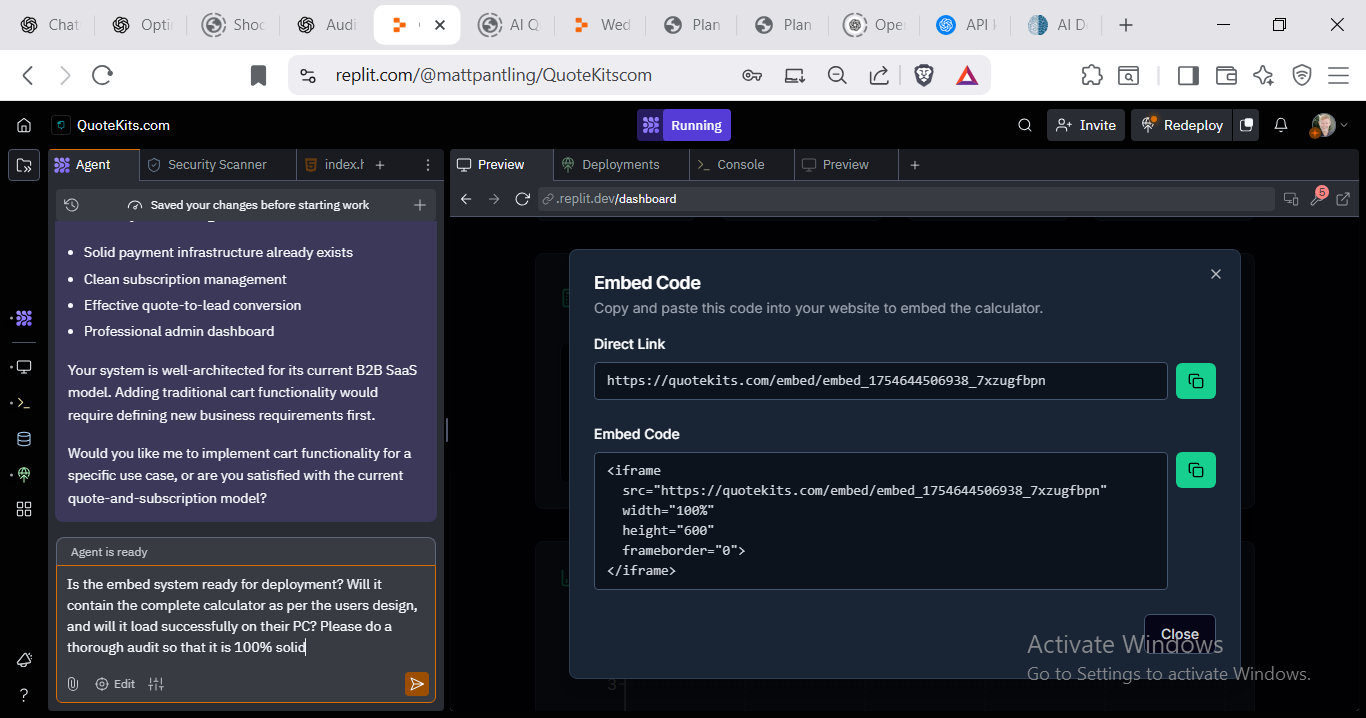 Chat
Opti
Shoc
Audi
AI Q
Wed
Plan
Plan
Ope
API k
AI D
replit.com/@mattpantling/QuoteKitscom
QuoteKits.com
Running
Invite
Redeploy
Agent
Security Scanner
index.h
Preview
Deployments
Console
Preview
Saved your changes before starting work
.replit.dev/dashboard
5
• Solid payment infrastructure already exists
• Clean subscription management
• Effective quote-to-lead conversion
• Professional admin dashboard
Your system is well-architected for its current B2B SaaS
model. Adding traditional cart functionality would
require defining new business requirements first.
Would you like me to implement cart functionality for a
specific use case, or are you satisfied with the current
quote-and-subscription model?
Agent is ready
Is the embed system ready for deployment? Will it
contain the complete calculator as per the users design,
and will it load successfully on their PC? Please do a
thorough audit so that it is 100% solid
Edit
Embed Code
Copy and paste this code into your website to embed the calculator.
Direct Link
https://quotekits.com/embed/embed_1754644506938_7xzugfbpn
Embed Code
<iframe
src="https://quotekits.com/embed/embed_1754644506938_7xzugfbpn"
width="100%"
height="600"
frameborder="0">
</iframe>
Close
3
Activate Windows
Go to Settings to activate Windows.